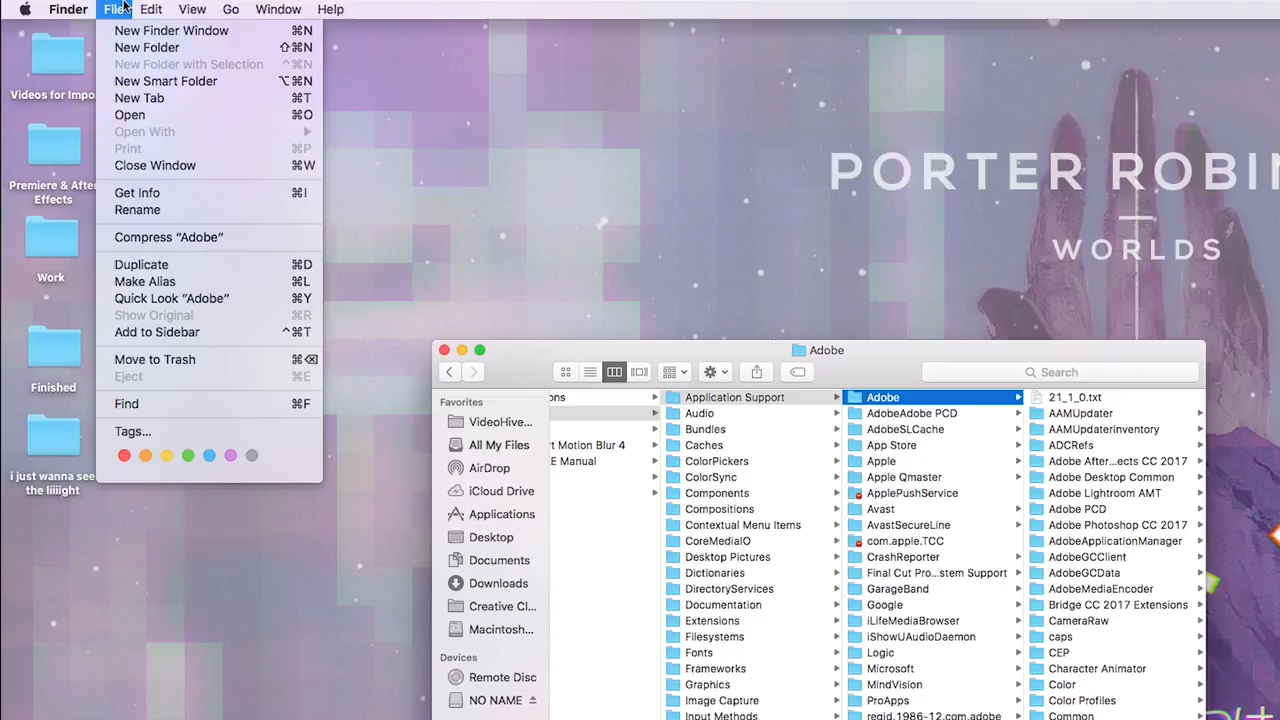 Finder File Edit View Go Window Help
New Finder Window ⌘N
New Folder ⇧⌘N
New Folder with Selection ^⌘N
New Smart Folder ⌥⌘N
New Tab ⌘T
Open ⌘O
Open With
Print ⌘P
Close Window ⌘W
Get Info ⌘I
Rename
Compress “Adobe”
Duplicate ⌘D
Make Alias ⌘L
Quick Look “Adobe” ⌘Y
Show Original ⌘R
Add to Sidebar ^⌘T
Move to Trash ⌘⌫
Eject ⌘E
Find ⌘F
Tags...
Videos for Impo
Premiere & After
Effects
Work
Finished
i just wanna see
the liiiight
PORTER ROBIN
WORLDS
Adobe
Search
Favorites
VideoHive...
All My Files
AirDrop
iCloud Drive
Applications
Desktop
Documents
Downloads
Creative Cl...
Macintosh...
Devices
Remote Disc
NO NAME
ons
rt Motion Blur 4
E Manual
Application Support
Audio
Bundles
Caches
ColorPickers
ColorSync
Components
Compositions
Contextual Menu Items
CoreMediaIO
Desktop Pictures
Dictionaries
DirectoryServices
Documentation
Extensions
Filesystems
Fonts
Frameworks
Graphics
Image Capture
Input Methods
Adobe
AdobeAdobe PCD
AdobeSLCache
App Store
Apple
Apple Qmaster
ApplePushService
Avast
AvastSecureLine
com.apple.TCC
CrashReporter
Final Cut Pro...stem Support
GarageBand
Google
iLifeMediaBrowser
iShowUAudioDaemon
Logic
Microsoft
MindVision
ProApps
regid.1986-12.com.adobe
21_1_0.txt
AAMUpdater
AAMUpdaterInventory
ADCRefs
Adobe After...ects CC 2017
Adobe Desktop Common
Adobe Lightroom AMT
Adobe PCD
Adobe Photoshop CC 2017
AdobeApplicationManager
AdobeGCClient
AdobeGCData
AdobeMediaEncoder
Bridge CC 2017 Extensions
CameraRaw
caps
CEP
Character Animator
Color
Color Profiles
Common